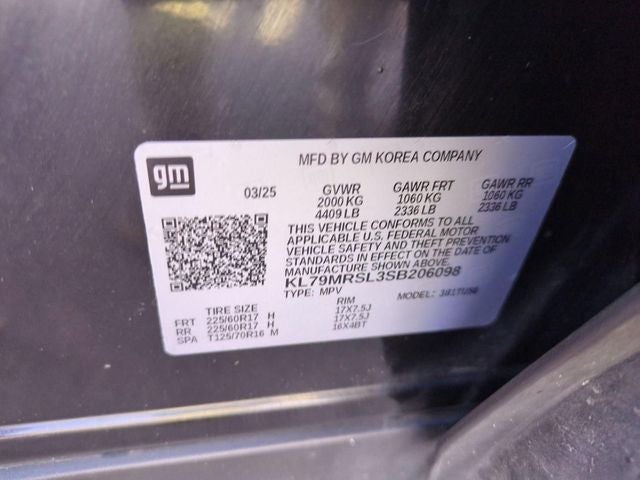 gm
MFD BY GM KOREA COMPANY
03/25 GVWR GAWR FRT GAWR RR
2000 KG 1060 KG 1060 KG
4409 LB 2336 LB 2336 LB
THIS VEHICLE CONFORMS TO ALL
APPLICABLE U.S. FEDERAL MOTOR
VEHICLE SAFETY AND THEFT PREVENTION
STANDARDS IN EFFECT ON THE DATE OF
MANUFACTURE SHOWN ABOVE.
KL79MRSL3SB206098
TYPE: MPV MODEL:
TIRE SIZE RIM
FRT 225/60R17 H 17X7.5J
RR 225/60R17 H 17X7.5J
SPA T125/70R16 M 16X4BT